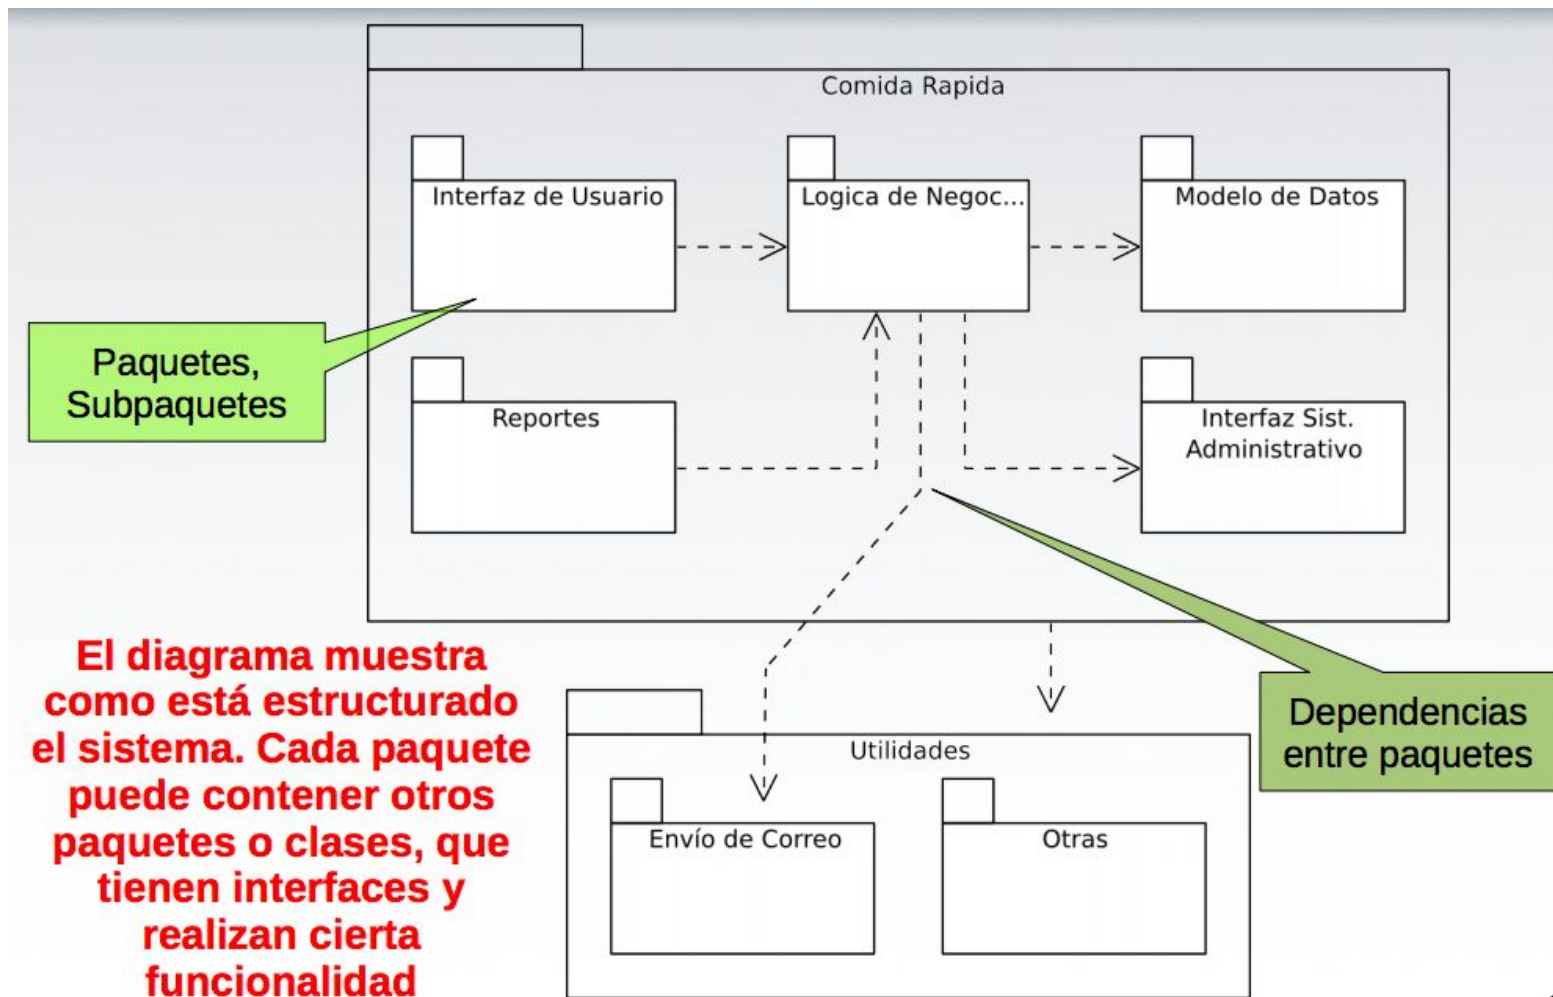 Comida Rapida
Interfaz de Usuario
Logica de Negoc...
Modelo de Datos
Paquetes,
Subpaquetes
Reportes
Interfaz Sist.
Administrativo
El diagrama muestra
como está estructurado
el sistema. Cada paquete
puede contener otros
paquetes o clases, que
tienen interfaces y
realizan cierta
funcionalidad
Utilidades
Envío de Correo
Otras
Dependencias
entre paquetes